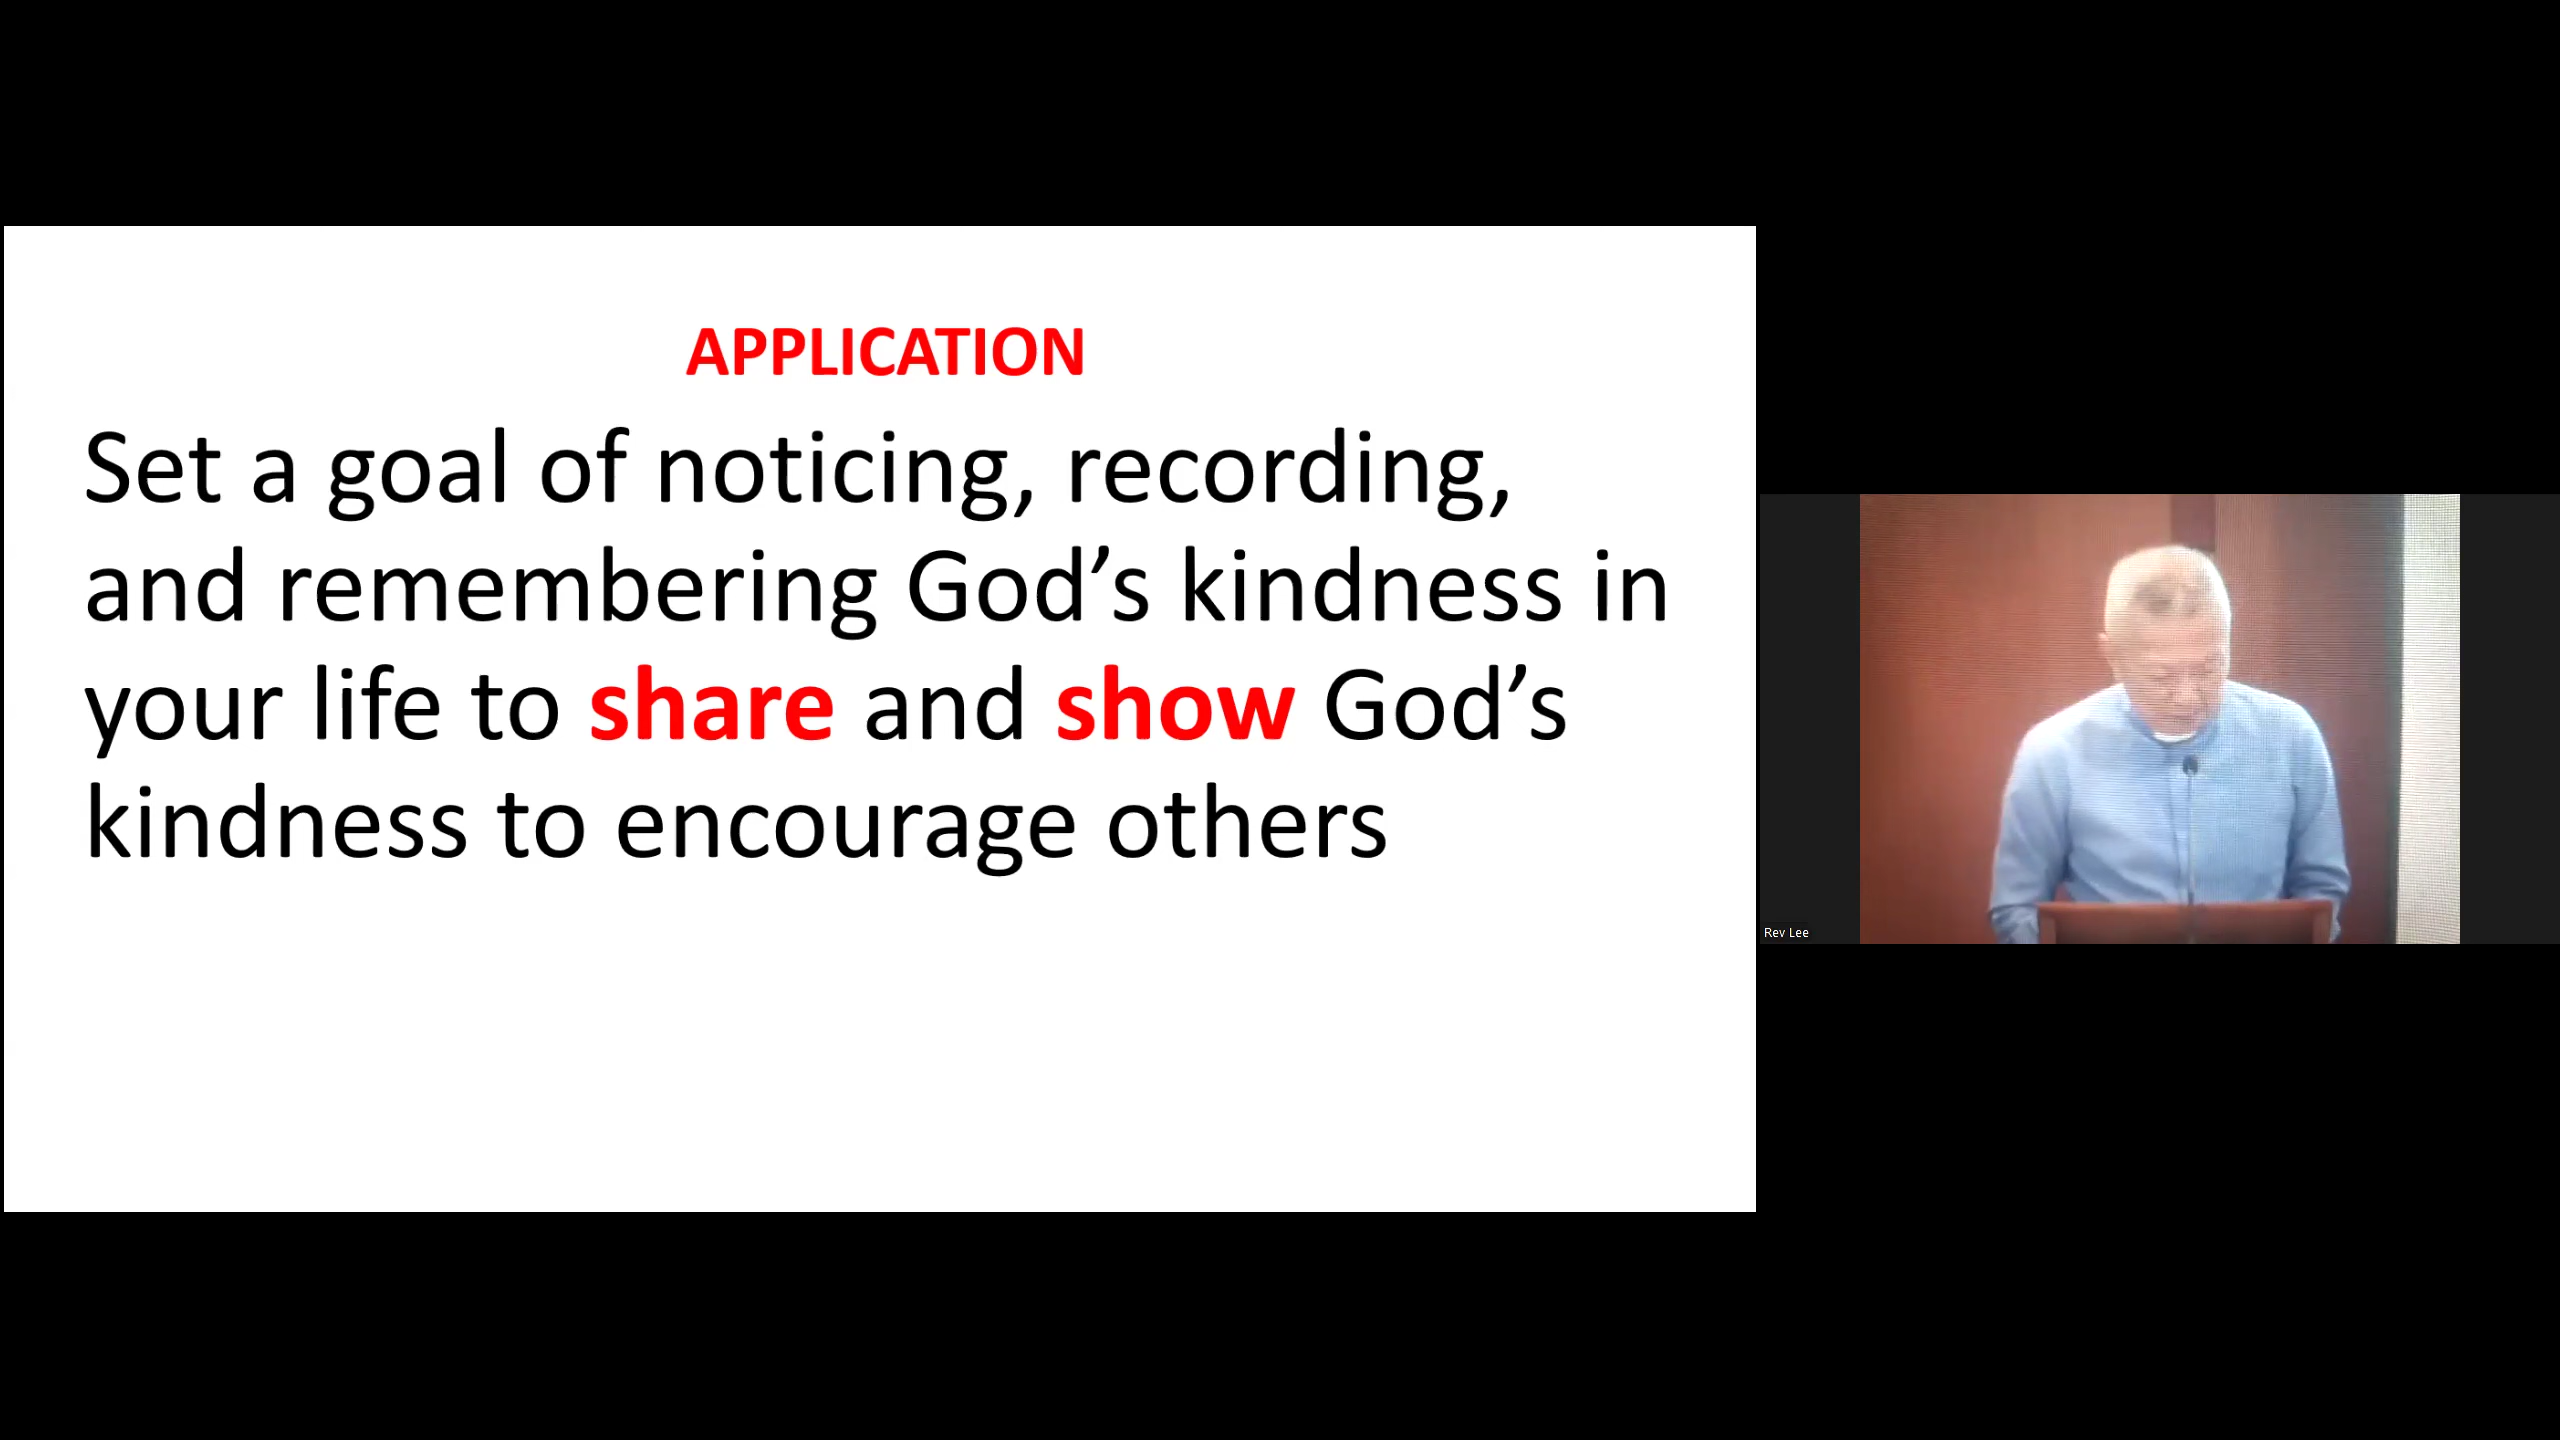 APPLICATION
Set a goal of noticing, recording,
and remembering God’s kindness in
your life to share and show God’s
kindness to encourage others
Rev Lee